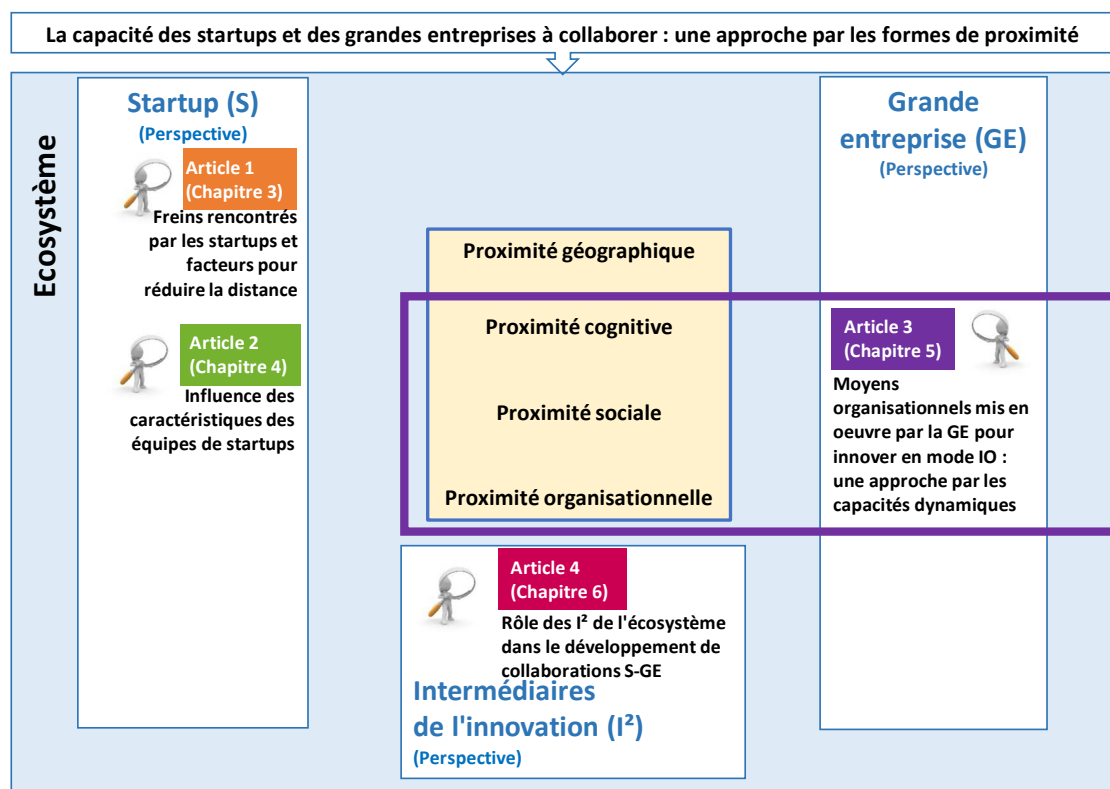 La capacité des startups et des grandes entreprises à collaborer : une approche par les formes de proximité
Ecosystème
Startup (S)
(Perspective)
Article 1
(Chapitre 3)
Freins rencontrés
par les startups et
facteurs pour
réduire la distance
Article 2
(Chapitre 4)
Influence des
caractéristiques des
équipes de startups
Proximité géographique
Proximité cognitive
Proximité sociale
Proximité organisationnelle
Grande
entreprise (GE)
(Perspective)
Article 3
(Chapitre 5)
Moyens
organisationnels mis en
oeuvre par la GE pour
innover en mode IO :
une approche par les
capacités dynamiques
Article 4
(Chapitre 6)
Rôle des I² de l'écosystème
dans le développement de
collaborations S-GE
Intermédiaires
de l'innovation (I²)
(Perspective)